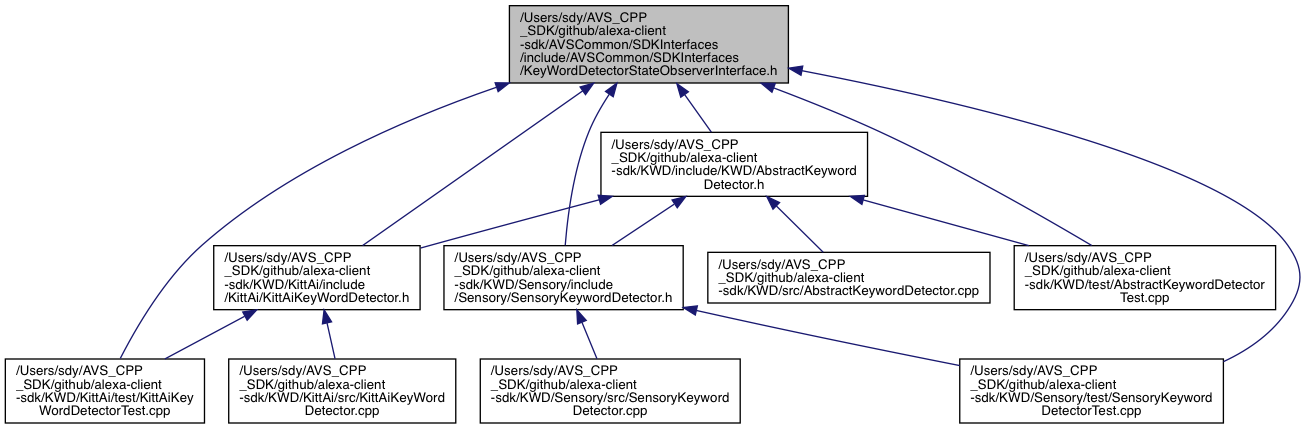 /Users/sdy/AVS_CPP
_SDK/github/alexa-client
-sdk/AVSCommon/SDKInterfaces
/include/AVSCommon/SDKInterfaces
/KeyWordDetectorStateObserverInterface.h
/Users/sdy/AVS_CPP
_SDK/github/alexa-client
-sdk/KWD/include/KWD/AbstractKeyword
Detector.h
/Users/sdy/AVS_CPP
_SDK/github/alexa-client
-sdk/KWD/KittAi/include
/KittAi/KittAiKeyWordDetector.h
/Users/sdy/AVS_CPP
_SDK/github/alexa-client
-sdk/KWD/Sensory/include
/Sensory/SensoryKeywordDetector.h
/Users/sdy/AVS_CPP
_SDK/github/alexa-client
-sdk/KWD/src/AbstractKeywordDetector.cpp
/Users/sdy/AVS_CPP
_SDK/github/alexa-client
-sdk/KWD/test/AbstractKeywordDetector
Test.cpp
/Users/sdy/AVS_CPP
_SDK/github/alexa-client
-sdk/KWD/KittAi/test/KittAiKey
WordDetectorTest.cpp
/Users/sdy/AVS_CPP
_SDK/github/alexa-client
-sdk/KWD/KittAi/src/KittAiKeyWord
Detector.cpp
/Users/sdy/AVS_CPP
_SDK/github/alexa-client
-sdk/KWD/Sensory/src/SensoryKeyword
Detector.cpp
/Users/sdy/AVS_CPP
_SDK/github/alexa-client
-sdk/KWD/Sensory/test/SensoryKeyword
DetectorTest.cpp